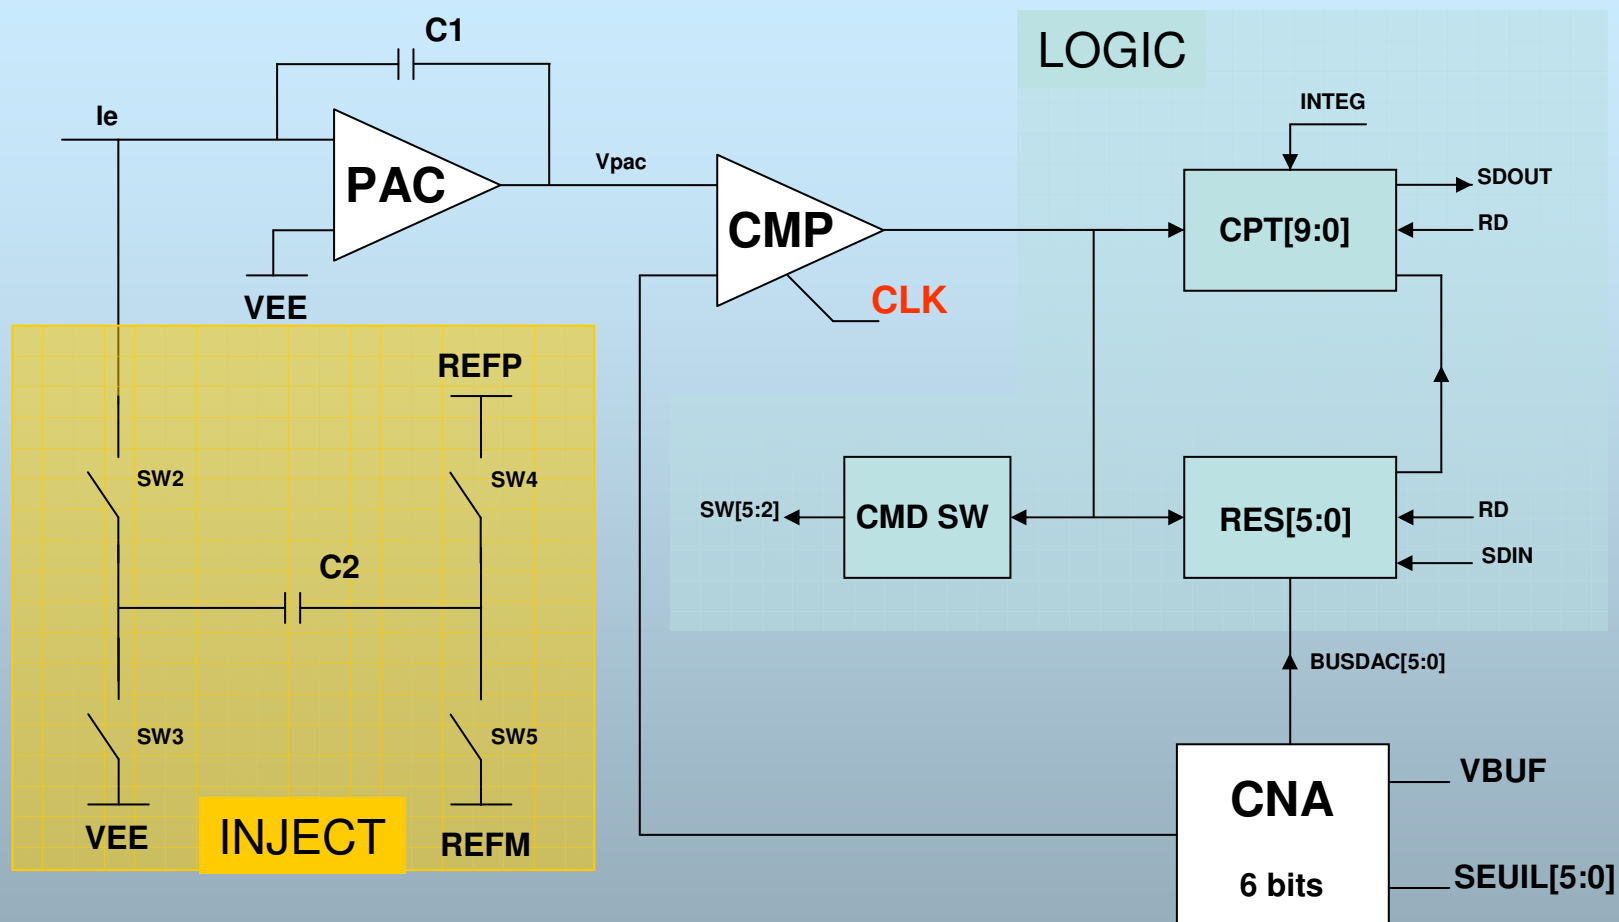 C1
LOGIC
Ie
INTEG
PAC
Vpac
SDOUT
CMP
CPT[9:0]
RD
VEE
CLK
REFP
SW2
SW4
SW[5:2]
CMD SW
RES[5:0]
RD
SDIN
C2
BUSDAC[5:0]
SW3
SW5
VBUF
CNA
VEE
INJECT
REFM
6 bits
SEUIL[5:0]